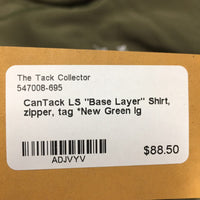 The Tack Collector
547008-695
CanTack LS "Base Layer" Shirt,
zipper, tag *New Green lg
ADJVYV
$88.50